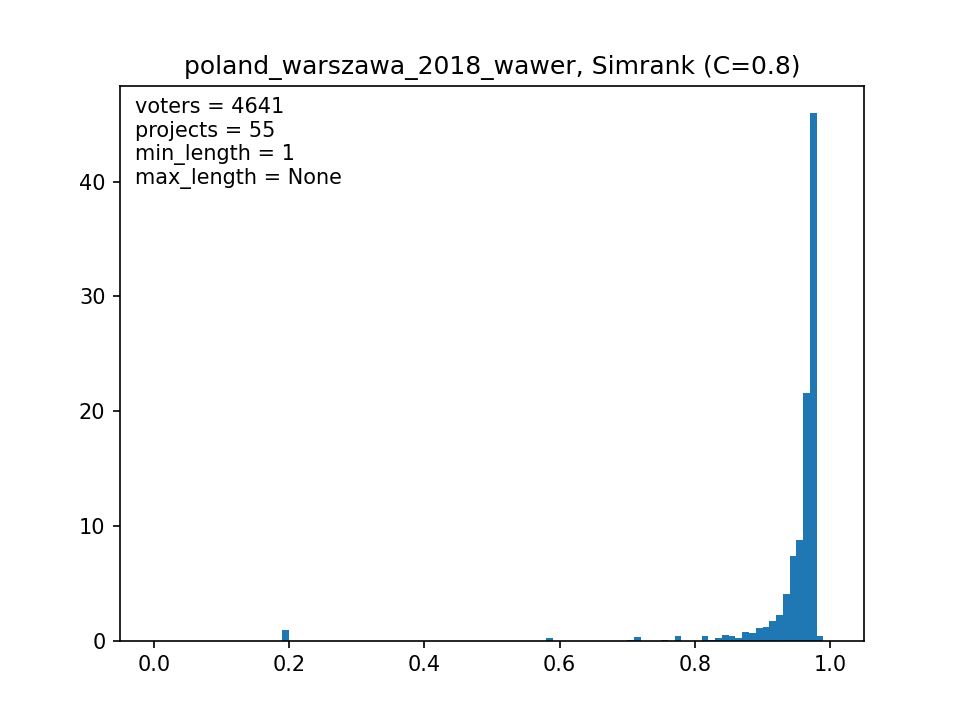 poland_warszawa_2018_wawer, Simrank (C=0.8)
voters = 4641
projects = 55
min_length = 1
max_length = None
40
30
20
10
0
0.0 0.2 0.4 0.6 0.8 1.0